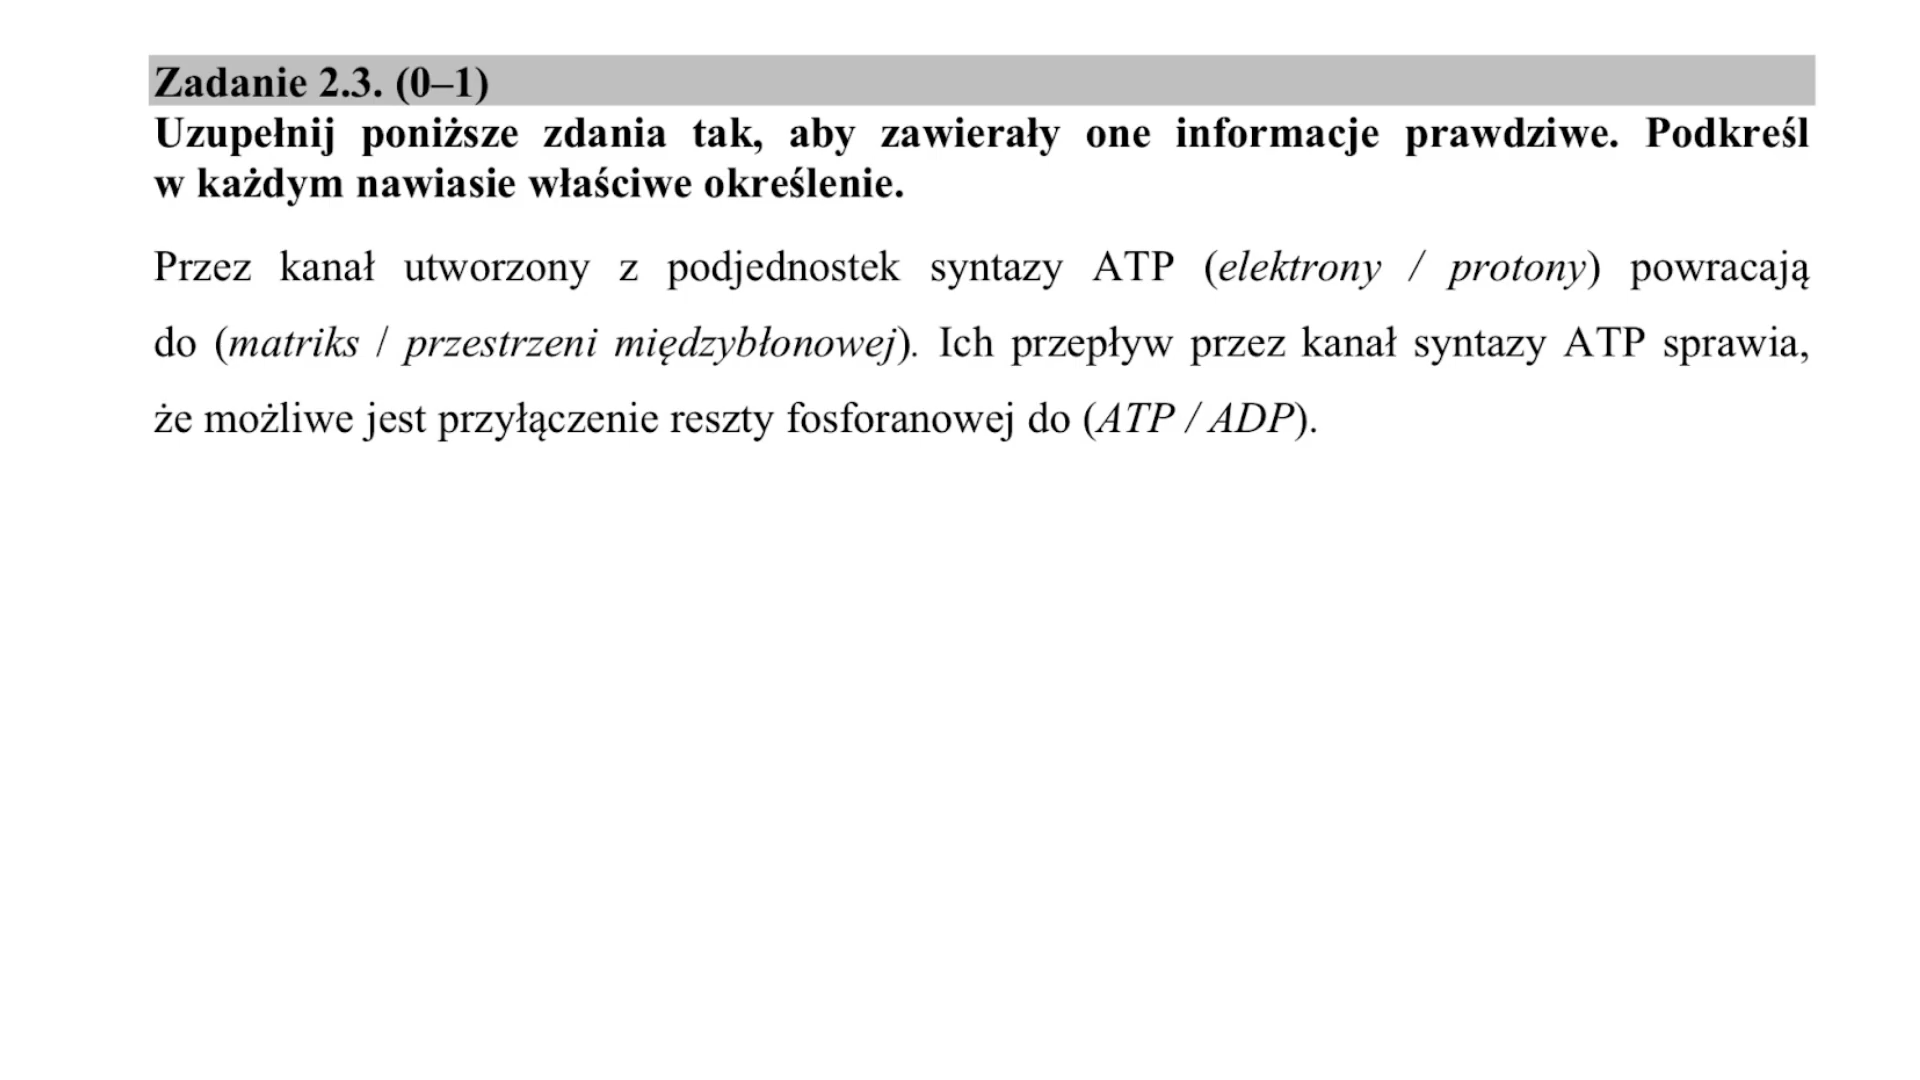 Zadanie 2.3. (0–1)
Uzupełnij poniższe zdania tak, aby zawierały one informacje prawdziwe. Podkreśl
w każdym nawiasie właściwe określenie.
Przez kanał utworzony z podjednostek syntazy ATP (elektrony / protony) powracają
do (matriks / przestrzeni międzybłonowej). Ich przepływ przez kanał syntazy ATP sprawia,
że możliwe jest przyłączenie reszty fosforanowej do (ATP / ADP).